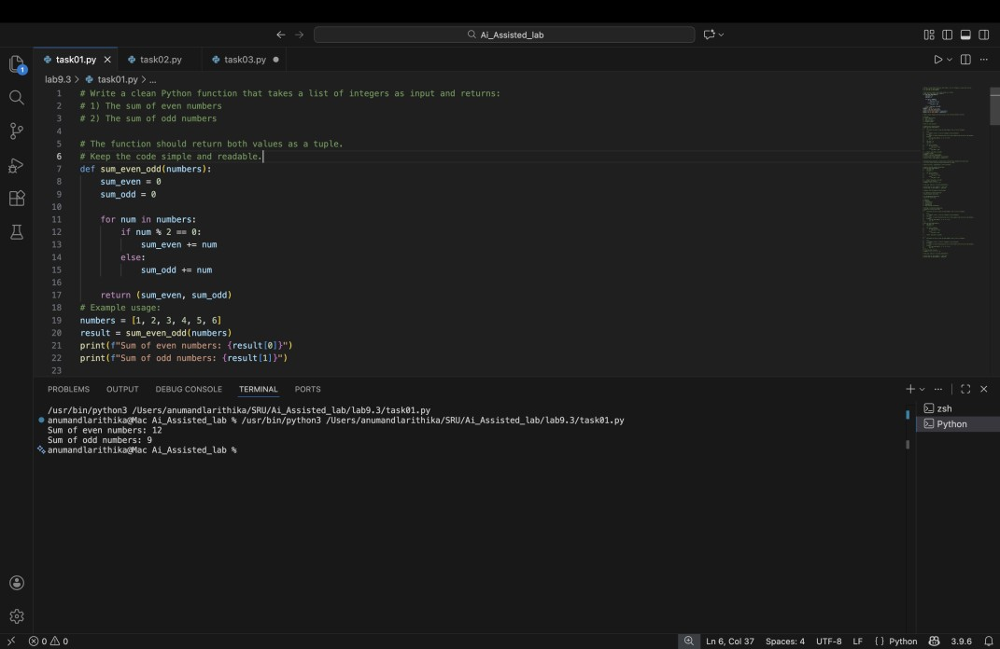 Ai_Assisted_lab
task01.py
task02.py
task03.py
1
lab9.3 > task01.py > ...
1 # Write a clean Python function that takes a list of integers as input and returns:
2 # 1) The sum of even numbers
3 # 2) The sum of odd numbers
4
5 # The function should return both values as a tuple.
6 # Keep the code simple and readable.
7 def sum_even_odd(numbers):
8     sum_even = 0
9     sum_odd = 0
10
11     for num in numbers:
12         if num % 2 == 0:
13             sum_even += num
14         else:
15             sum_odd += num
16
17     return (sum_even, sum_odd)
18 # Example usage:
19 numbers = [1, 2, 3, 4, 5, 6]
20 result = sum_even_odd(numbers)
21 print(f"Sum of even numbers: {result[0]}")
22 print(f"Sum of odd numbers: {result[1]}")
23
PROBLEMS OUTPUT DEBUG CONSOLE TERMINAL PORTS
/usr/bin/python3 /Users/anumandlarithika/SRU/Ai_Assisted_lab/lab9.3/task01.py
anumandlarithika@Mac Ai_Assisted_lab % /usr/bin/python3 /Users/anumandlarithika/SRU/Ai_Assisted_lab/lab9.3/task01.py
Sum of even numbers: 12
Sum of odd numbers: 9
anumandlarithika@Mac Ai_Assisted_lab %
zsh
Python
0 0 Ln 6, Col 37 Spaces: 4 UTF-8 LF { } Python 3.9.6